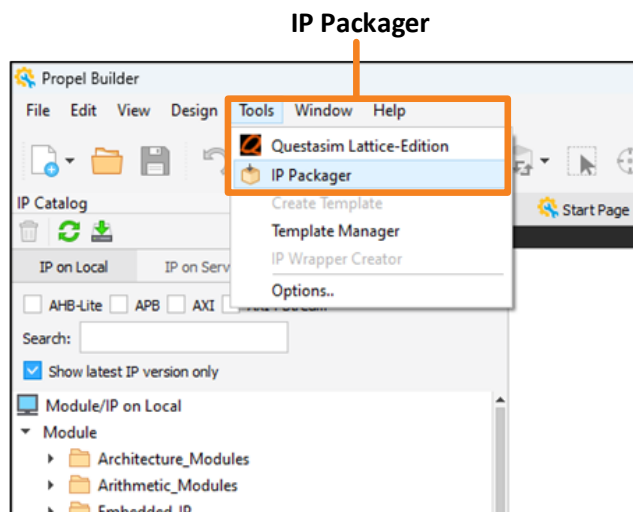 IP Packager
Propel Builder
File Edit View Design Tools Window Help
Questasim Lattice-Edition
IP Packager
IP Catalog
Create Template
Start Page
Template Manager
IP on Local IP on Serv
IP Wrapper Creator
Options..
AHB-Lite APB AXI
Search:
Show latest IP version only
Module/IP on Local
Module
Architecture_Modules
Arithmetic_Modules
Embedded_IP